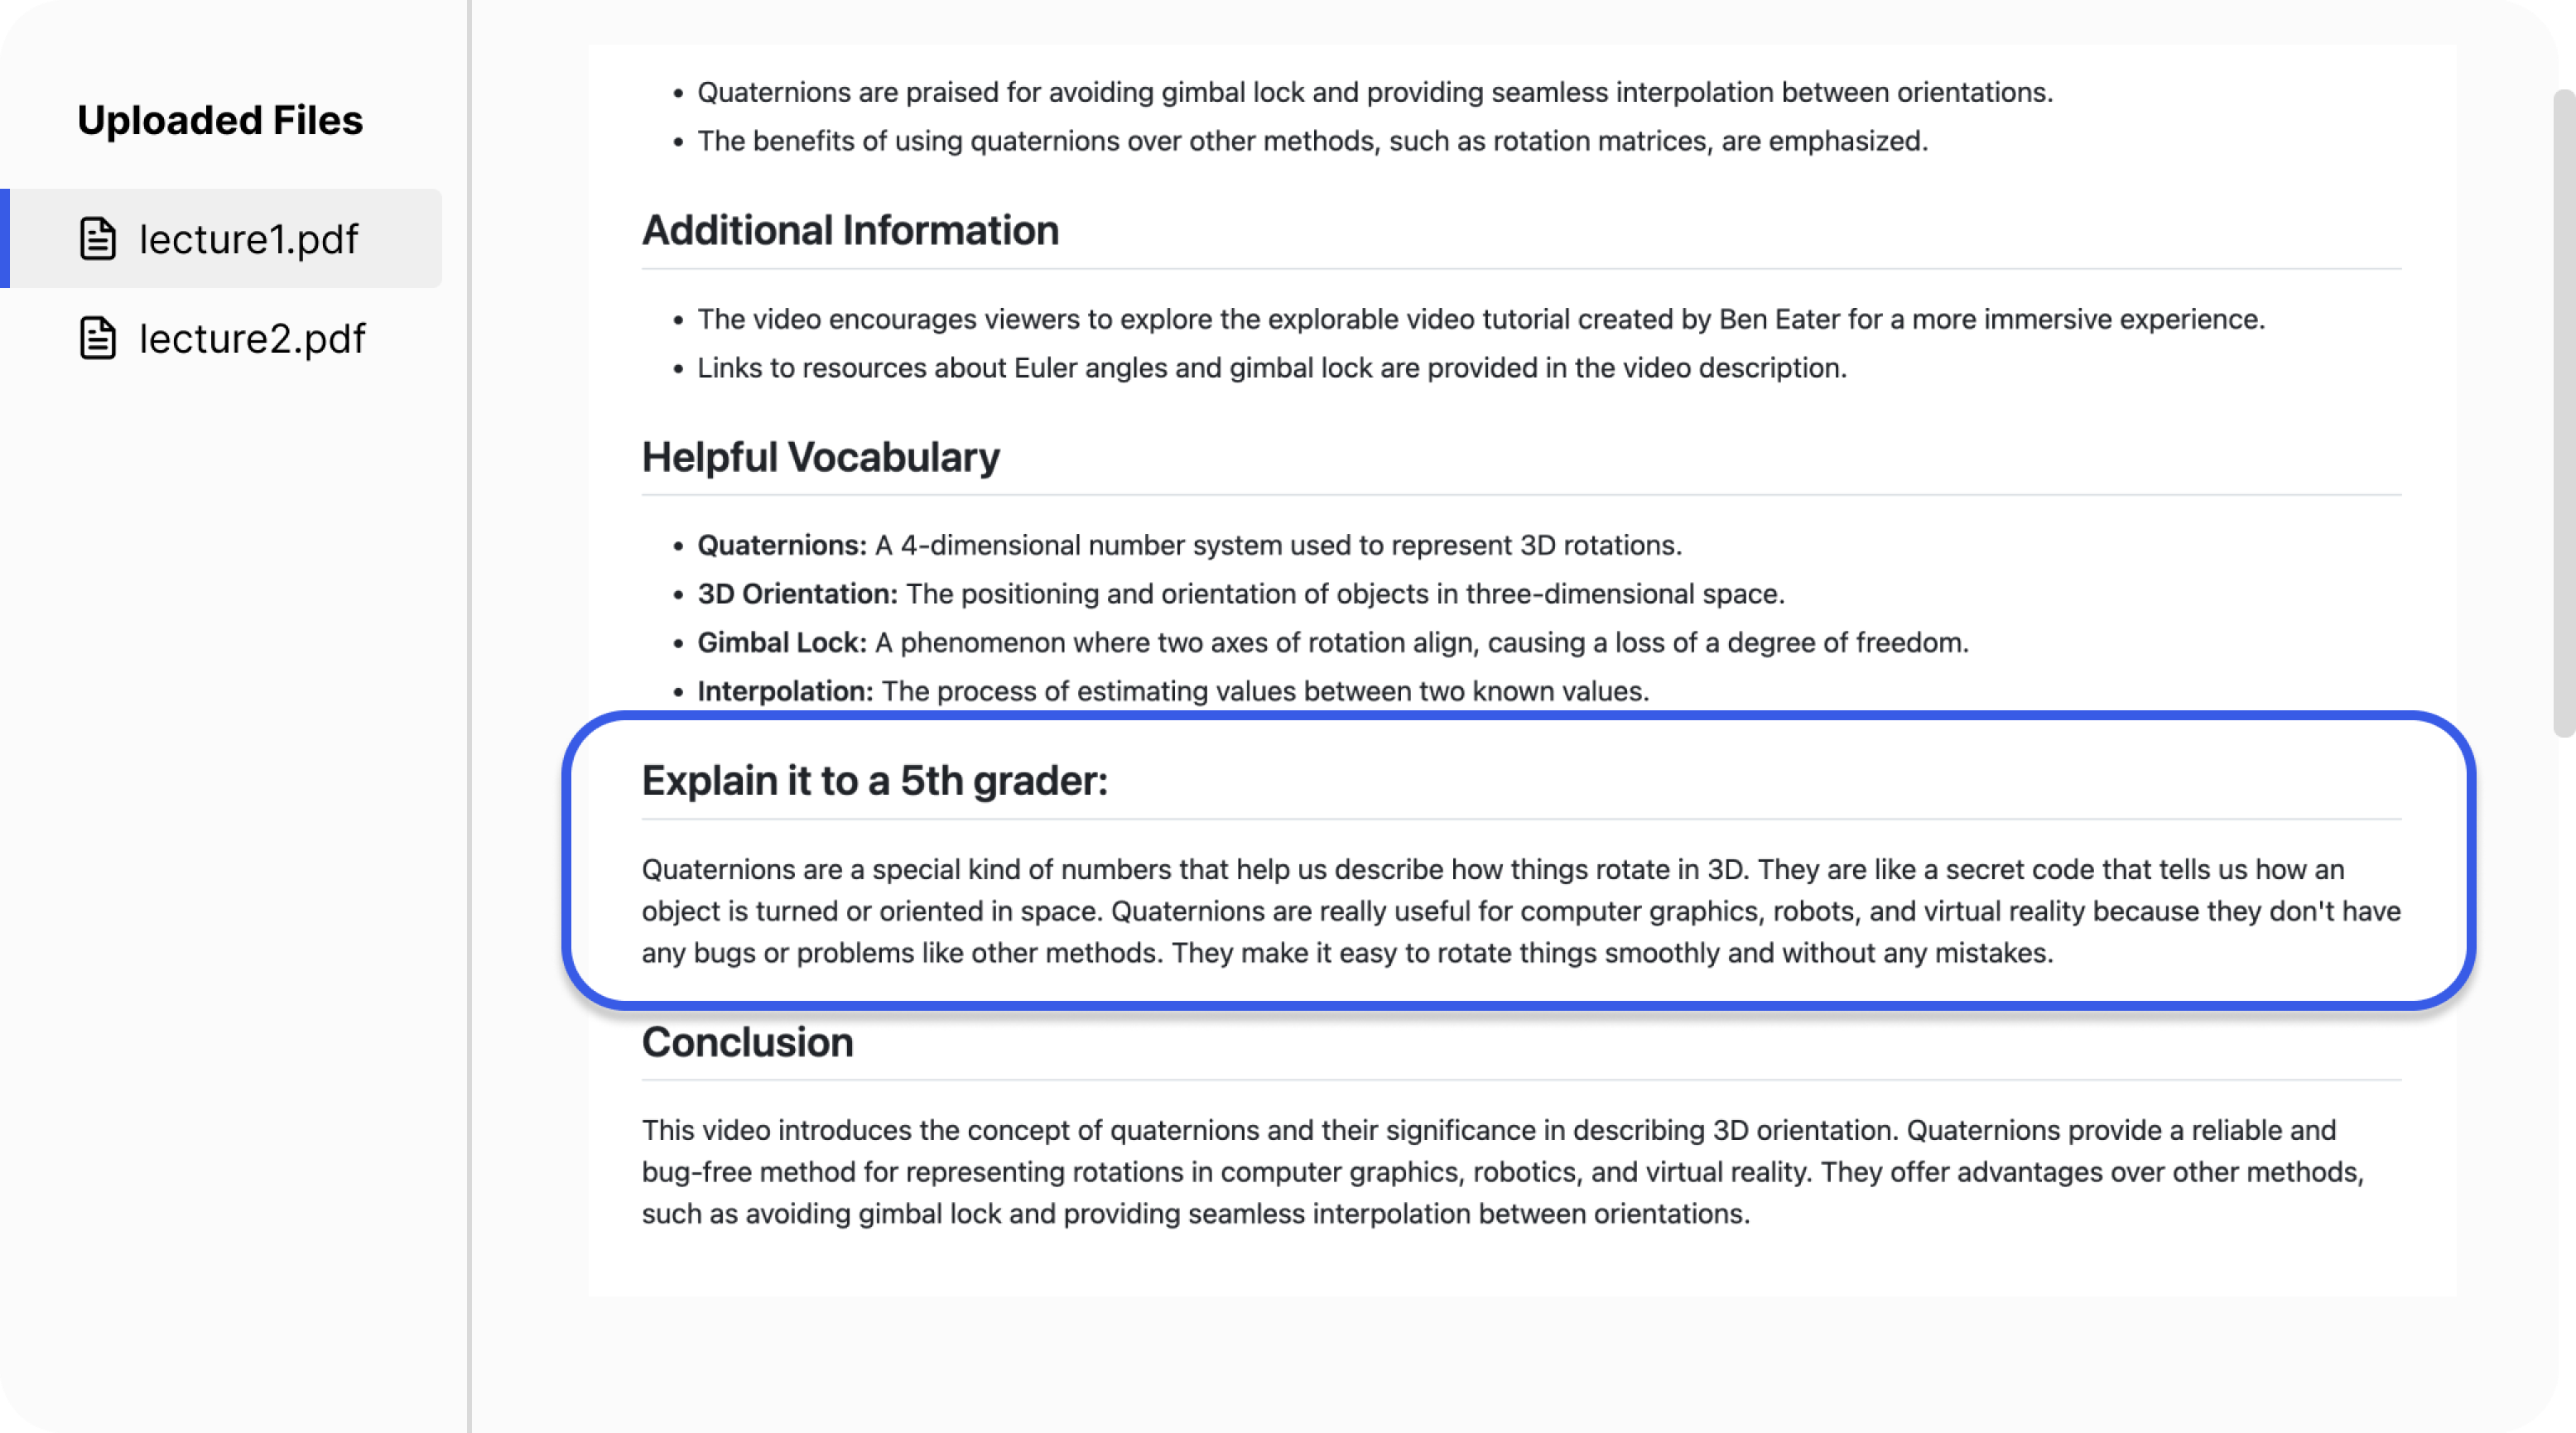 Uploaded Files
lecture1.pdf
lecture2.pdf
• Quaternions are praised for avoiding gimbal lock and providing seamless interpolation between orientations.
• The benefits of using quaternions over other methods, such as rotation matrices, are emphasized.
Additional Information
• The video encourages viewers to explore the explorable video tutorial created by Ben Eater for a more immersive experience.
• Links to resources about Euler angles and gimbal lock are provided in the video description.
Helpful Vocabulary
• Quaternions: A 4-dimensional number system used to represent 3D rotations.
• 3D Orientation: The positioning and orientation of objects in three-dimensional space.
• Gimbal Lock: A phenomenon where two axes of rotation align, causing a loss of a degree of freedom.
• Interpolation: The process of estimating values between two known values.
Explain it to a 5th grader:
Quaternions are a special kind of numbers that help us describe how things rotate in 3D. They are like a secret code that tells us how an
object is turned or oriented in space. Quaternions are really useful for computer graphics, robots, and virtual reality because they don't have
any bugs or problems like other methods. They make it easy to rotate things smoothly and without any mistakes.
Conclusion
This video introduces the concept of quaternions and their significance in describing 3D orientation. Quaternions provide a reliable and
bug-free method for representing rotations in computer graphics, robotics, and virtual reality. They offer advantages over other methods,
such as avoiding gimbal lock and providing seamless interpolation between orientations.